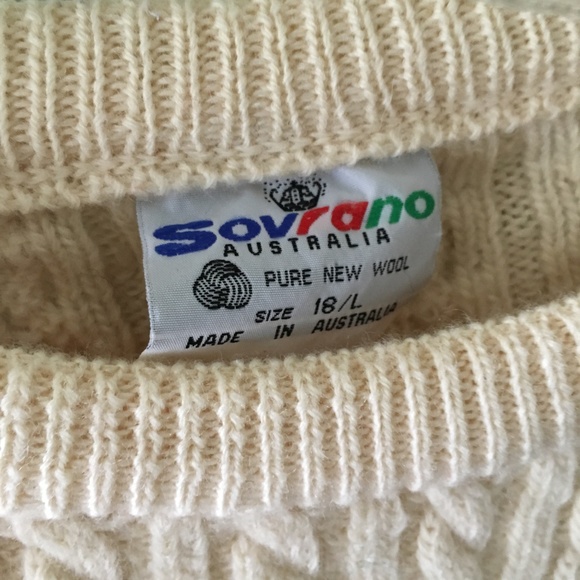 Sovrano
AUSTRALIA
PURE NEW WOOL
SIZE 18/L
MADE IN AUSTRALIA